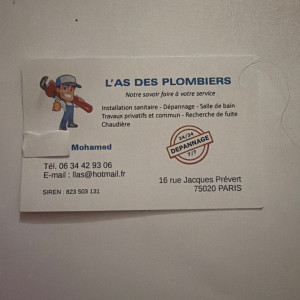 L'AS DES PLOMBIERS
Notre savoir faire à votre service
Installation sanitaire - Dépannage - Salle de bain
Travaux privatifs et commun - Recherche de fuite
Chaudière
Mohamed
24/24
DEPANNAGE
7/7
Tél. 06 34 42 93 06
E-mail : llas@hotmail.fr
16 rue Jacques Prévert
75020 PARIS
SIREN : 823 503 131